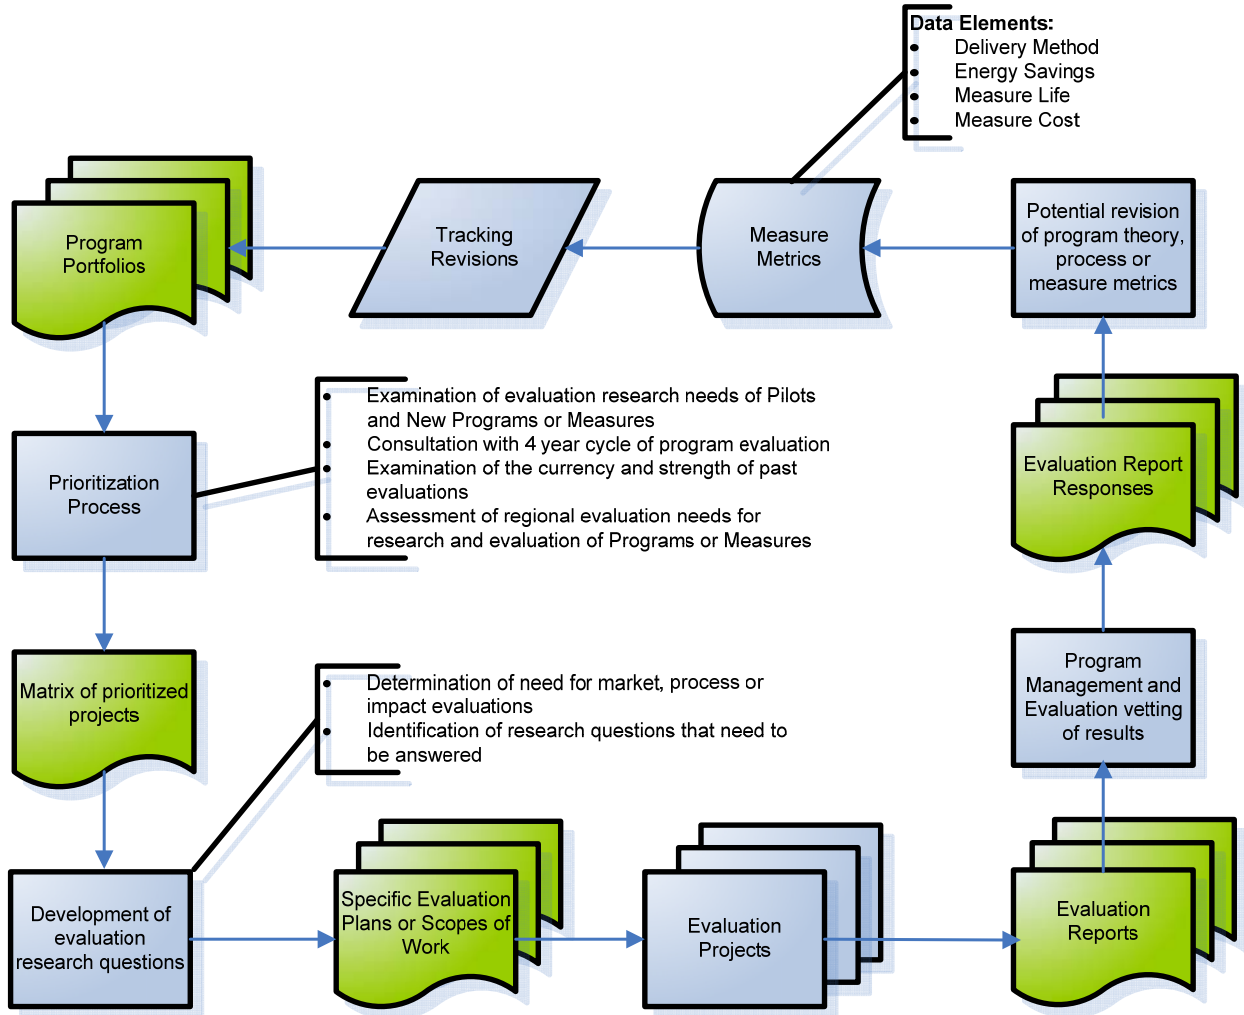 Data Elements:
• Delivery Method
• Energy Savings
• Measure Life
• Measure Cost
Program
Portfolios
Tracking
Revisions
Measure
Metrics
Potential revision
of program theory,
process or
measure metrics
• Examination of evaluation research needs of Pilots
and New Programs or Measures
• Consultation with 4 year cycle of program evaluation
• Examination of the currency and strength of past
evaluations
• Assessment of regional evaluation needs for
research and evaluation of Programs or Measures
Prioritization
Process
Evaluation Report
Responses
Matrix of prioritized
projects
• Determination of need for market, process or
impact evaluations
• Identification of research questions that need to
be answered
Program
Management and
Evaluation vetting
of results
Development of
evaluation
research questions
Specific Evaluation
Plans or Scopes of
Work
Evaluation
Projects
Evaluation
Reports